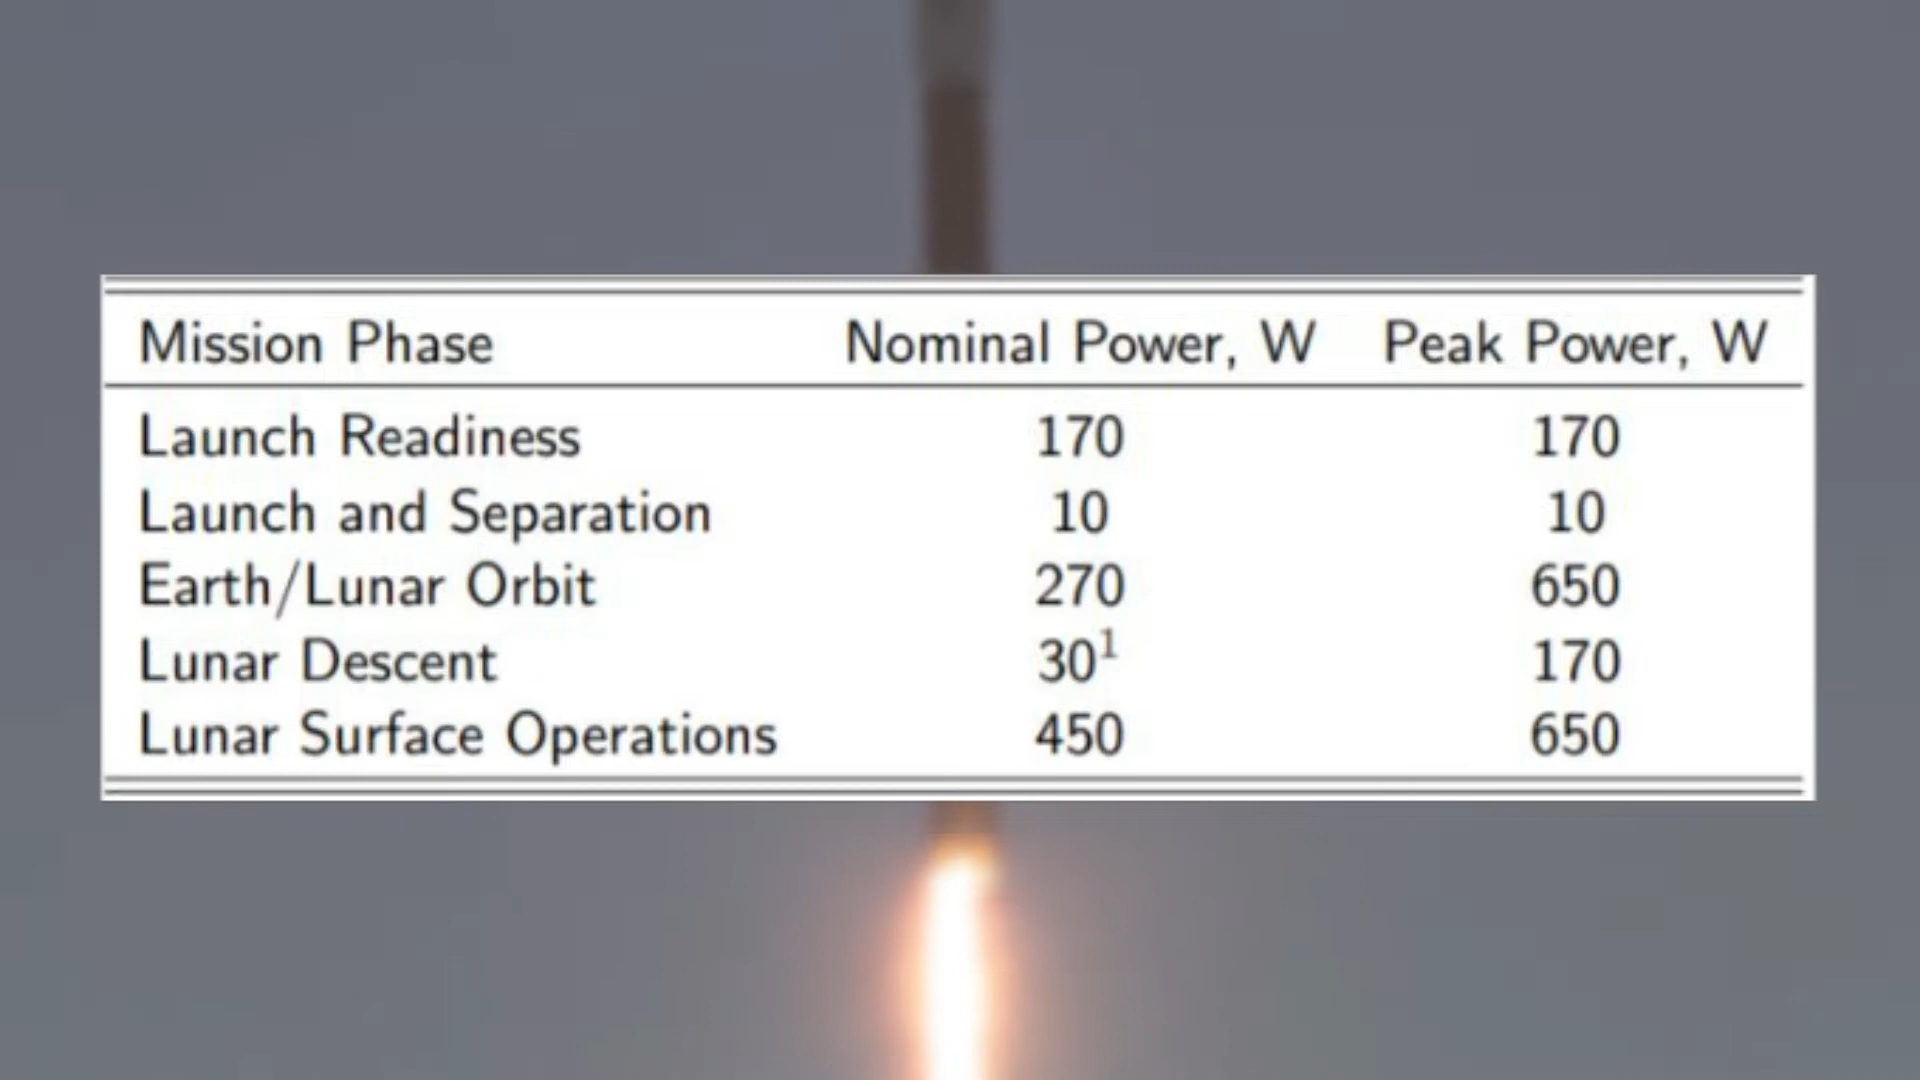 Mission Phase Nominal Power, W Peak Power, W
Launch Readiness 170 170
Launch and Separation 10 10
Earth/Lunar Orbit 270 650
Lunar Descent 30¹ 170
Lunar Surface Operations 450 650